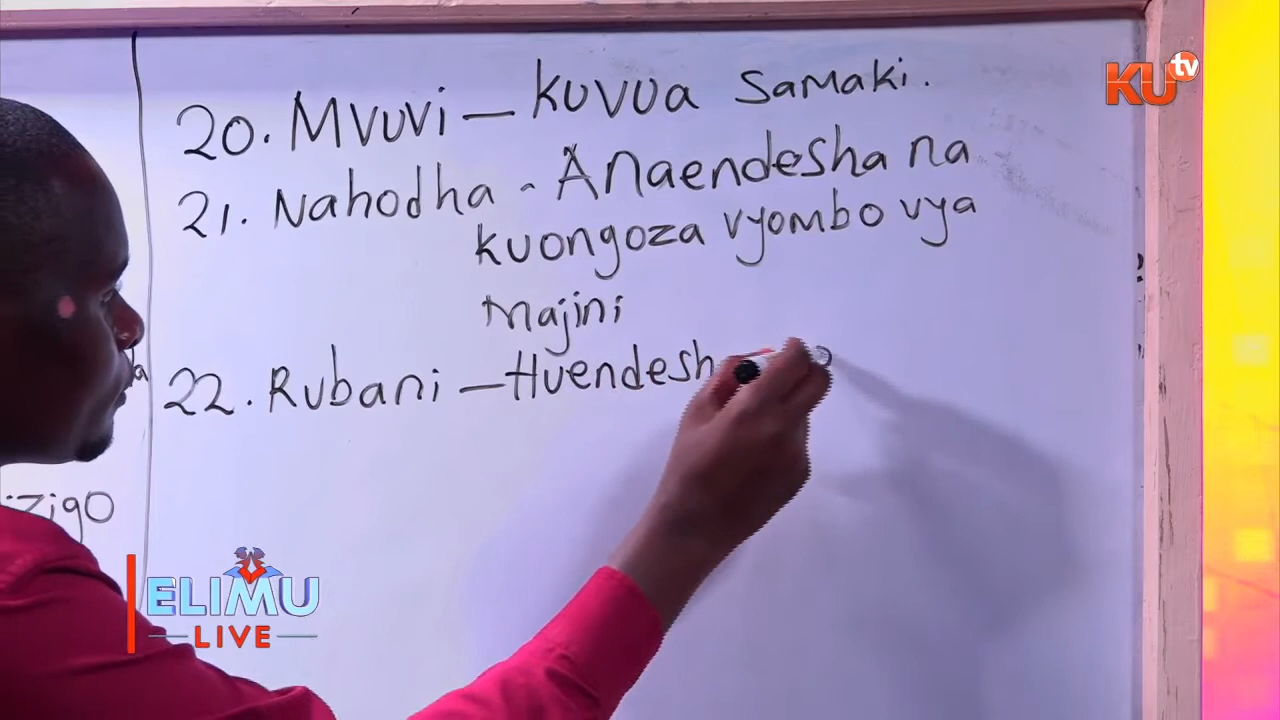 20. Mvuvi – kuvua samaki.
21. Nahodha - Anaendesha na
kuongoza vyombo vya
majini
22. Rubani – Huendesh
zigo
a
KU tv
ELIMU
LIVE